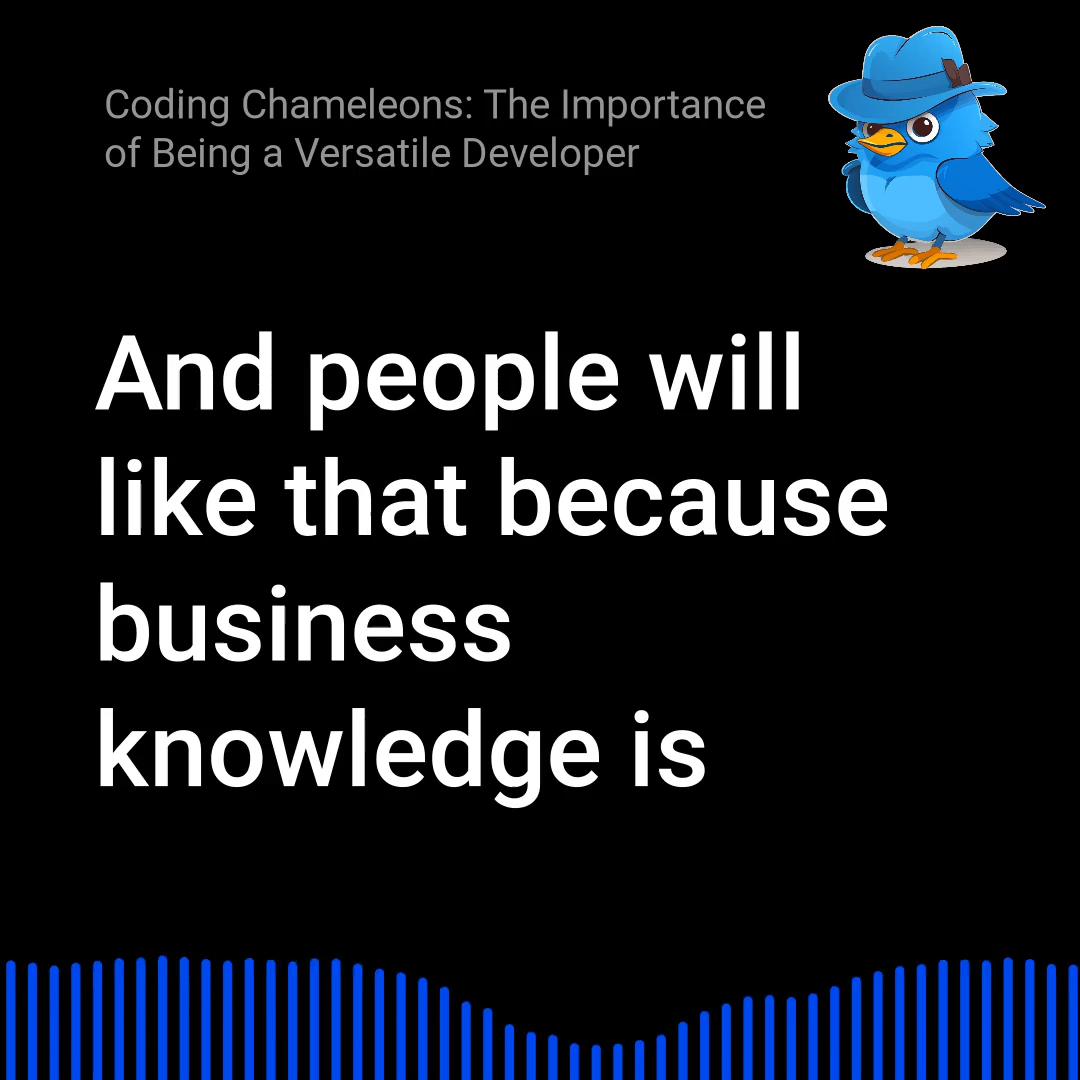 Coding Chameleons: The Importance
of Being a Versatile Developer
And people will
like that because
business
knowledge is